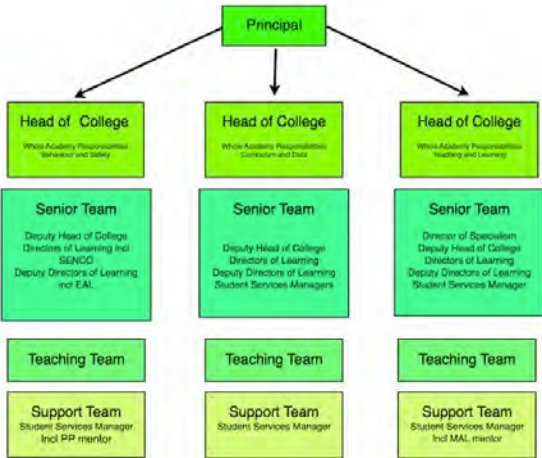 Principal
Head of College
Whole Academy Responsibilities
Behaviour and Safety
Head of College
Whole Academy Responsibilities
Curriculum and Data
Head of College
Whole Academy Responsibilities
Teaching and Learning
Senior Team
Deputy Head of College
Directors of Learning Incl
SENCO
Deputy Directors of Learning
incl EAL
Senior Team
Deputy Head of College
Directors of Learning
Deputy Directors of Learning
Student Services Managers
Senior Team
Director of Specialism
Deputy Head of College
Directors of Learning
Deputy Directors of Learning
Student Services Manager
Teaching Team
Teaching Team
Teaching Team
Support Team
Student Services Manager
Incl PP mentor
Support Team
Student Services Manager
Support Team
Student Services Manager
Incl MAL mentor